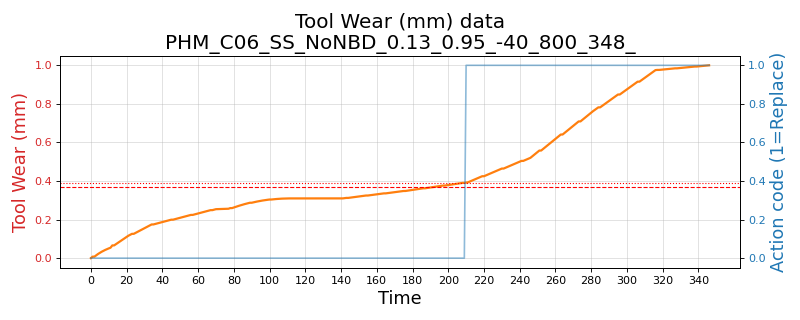 Tool Wear (mm) data
PHM_C06_SS_NoNBD_0.13_0.95_-40_800_348_
Tool Wear (mm)
1.0
0.8
0.6
0.4
0.2
0.0
1.0
0.8
0.6
0.4
0.2
0.0
Action code (1=Replace)
0 20 40 60 80 100 120 140 160 180 200 220 240 260 280 300 320 340
Time